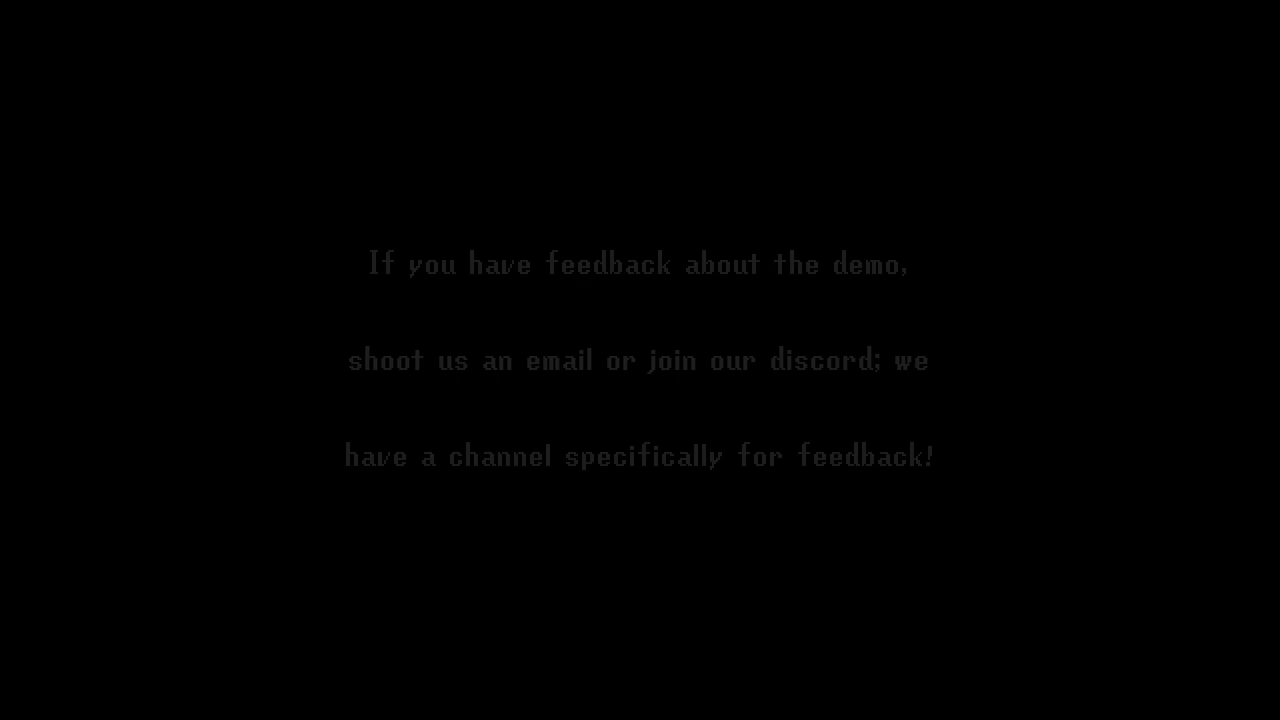 If you have feedback about the demo,
shoot us an email or join our discord; we
have a channel specifically for feedback!